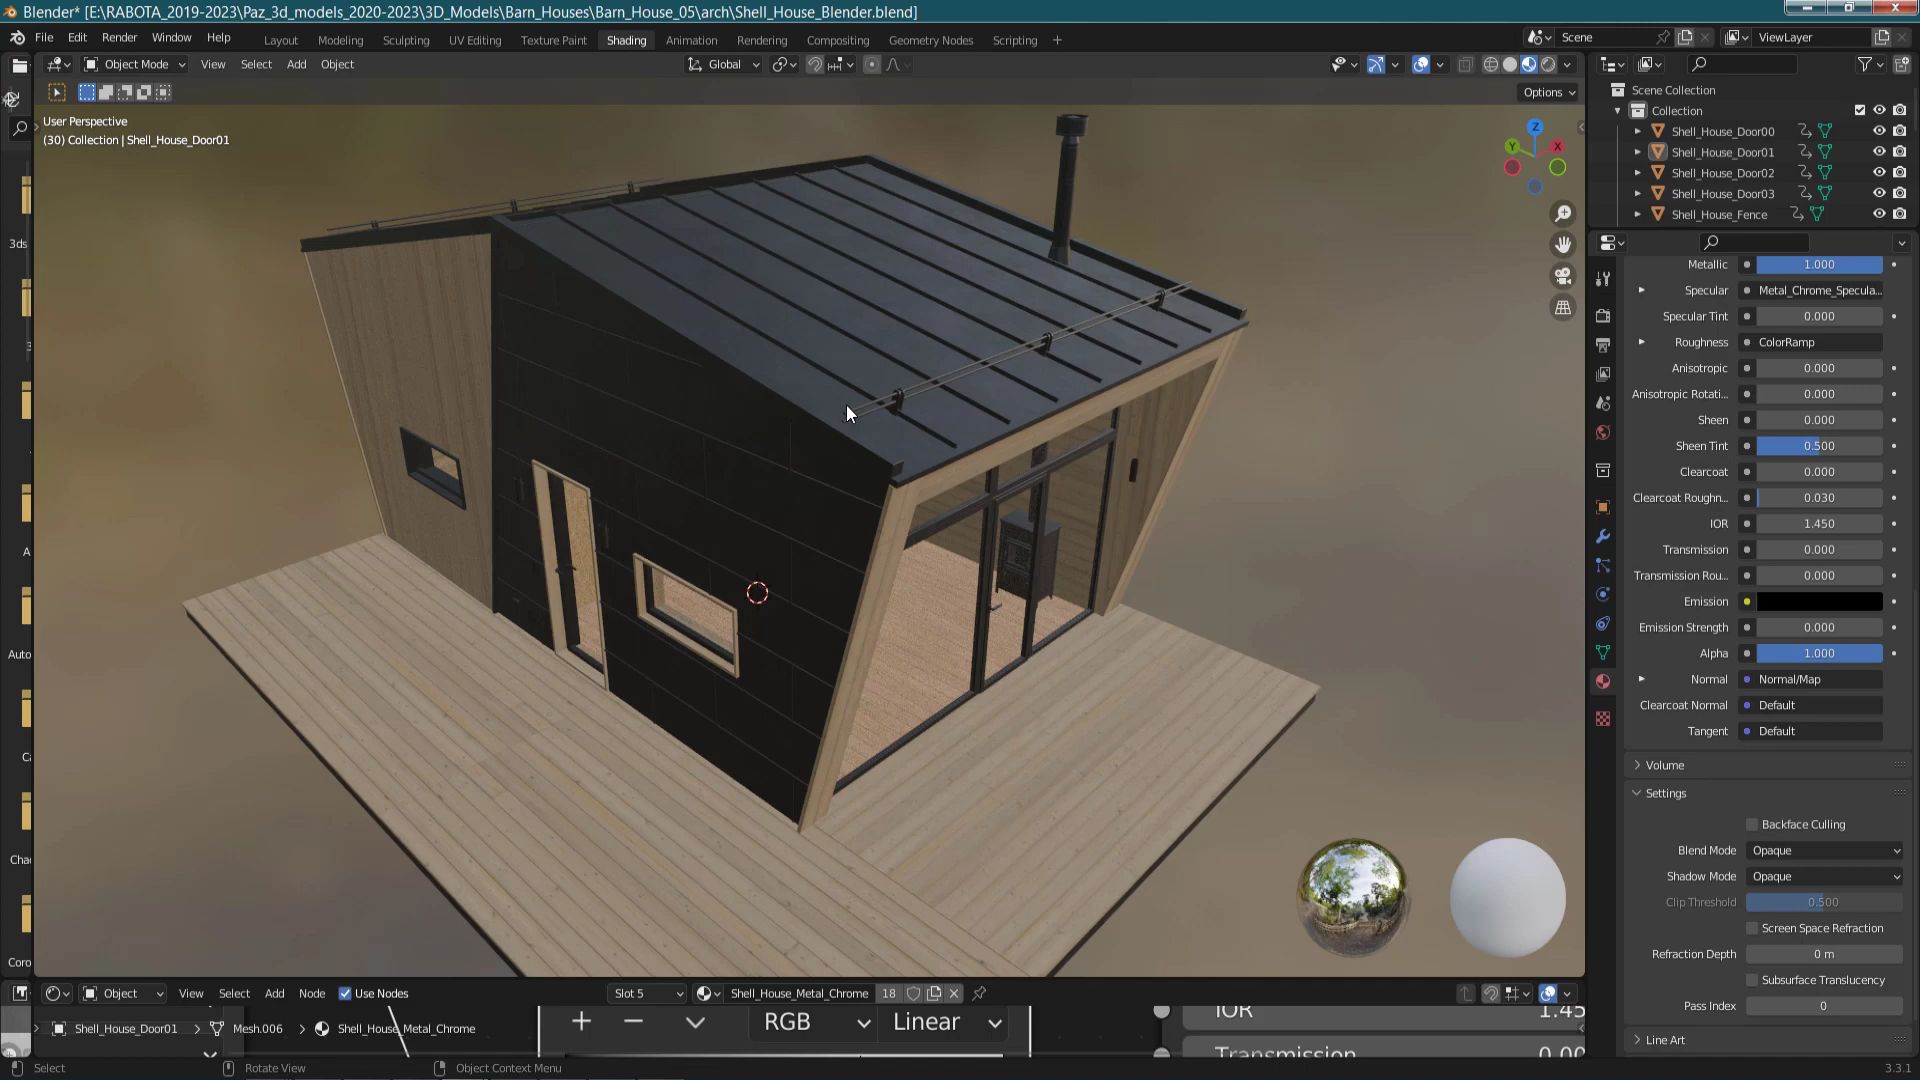 Blender* [E:\RABOTA_2019-2023\Paz_3d_models_2020-2023\3D_Models\Barn_Houses\Barn_House_05\arch\Shell_House_Blender.blend]
File Edit Render Window Help Layout Modeling Sculpting UV Editing Texture Paint Shading Animation Rendering Compositing Geometry Nodes Scripting + Scene ViewLayer
Object Mode View Select Add Object Global
Options
User Perspective
(30) Collection | Shell_House_Door01
Z
Y
X
Scene Collection
Collection
Shell_House_Door00
Shell_House_Door01
Shell_House_Door02
Shell_House_Door03
Shell_House_Fence
3ds
3
A
Auto
Ca
Cha
Coro
Metallic 1.000
Specular Metal_Chrome_Specula...
Specular Tint 0.000
Roughness ColorRamp
Anisotropic 0.000
Anisotropic Rotati... 0.000
Sheen 0.000
Sheen Tint 0.500
Clearcoat 0.000
Clearcoat Roughn... 0.030
IOR 1.450
Transmission 0.000
Transmission Rou... 0.000
Emission
Emission Strength 0.000
Alpha 1.000
Normal Normal/Map
Clearcoat Normal Default
Tangent Default
Volume
Settings
Backface Culling
Blend Mode Opaque
Shadow Mode Opaque
Clip Threshold 0.500
Screen Space Refraction
Refraction Depth 0 m
Subsurface Translucency
Pass Index 0
Line Art
Object View Select Add Node Use Nodes Slot 5 Shell_House_Metal_Chrome 18
Shell_House_Door01 > Mesh.006 > Shell_House_Metal_Chrome
RGB Linear
IOR 1.45
Transmission 0.00
Select Rotate View Object Context Menu 3.3.1